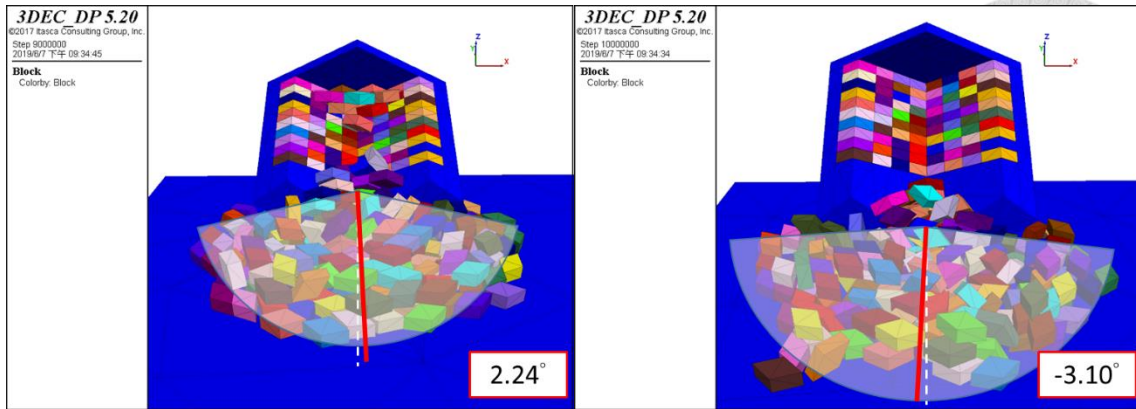 3DEC_DP 5.20
©2017 Itasca Consulting Group, Inc.
Step 9000000
2019/6/7 下午 09:34:45
Block
Colorby: Block
Z
Y
X
2.24°
3DEC_DP 5.20
©2017 Itasca Consulting Group, Inc.
Step 10000000
2019/6/7 下午 09:34:34
Block
Colorby: Block
Z
Y
X
-3.10°